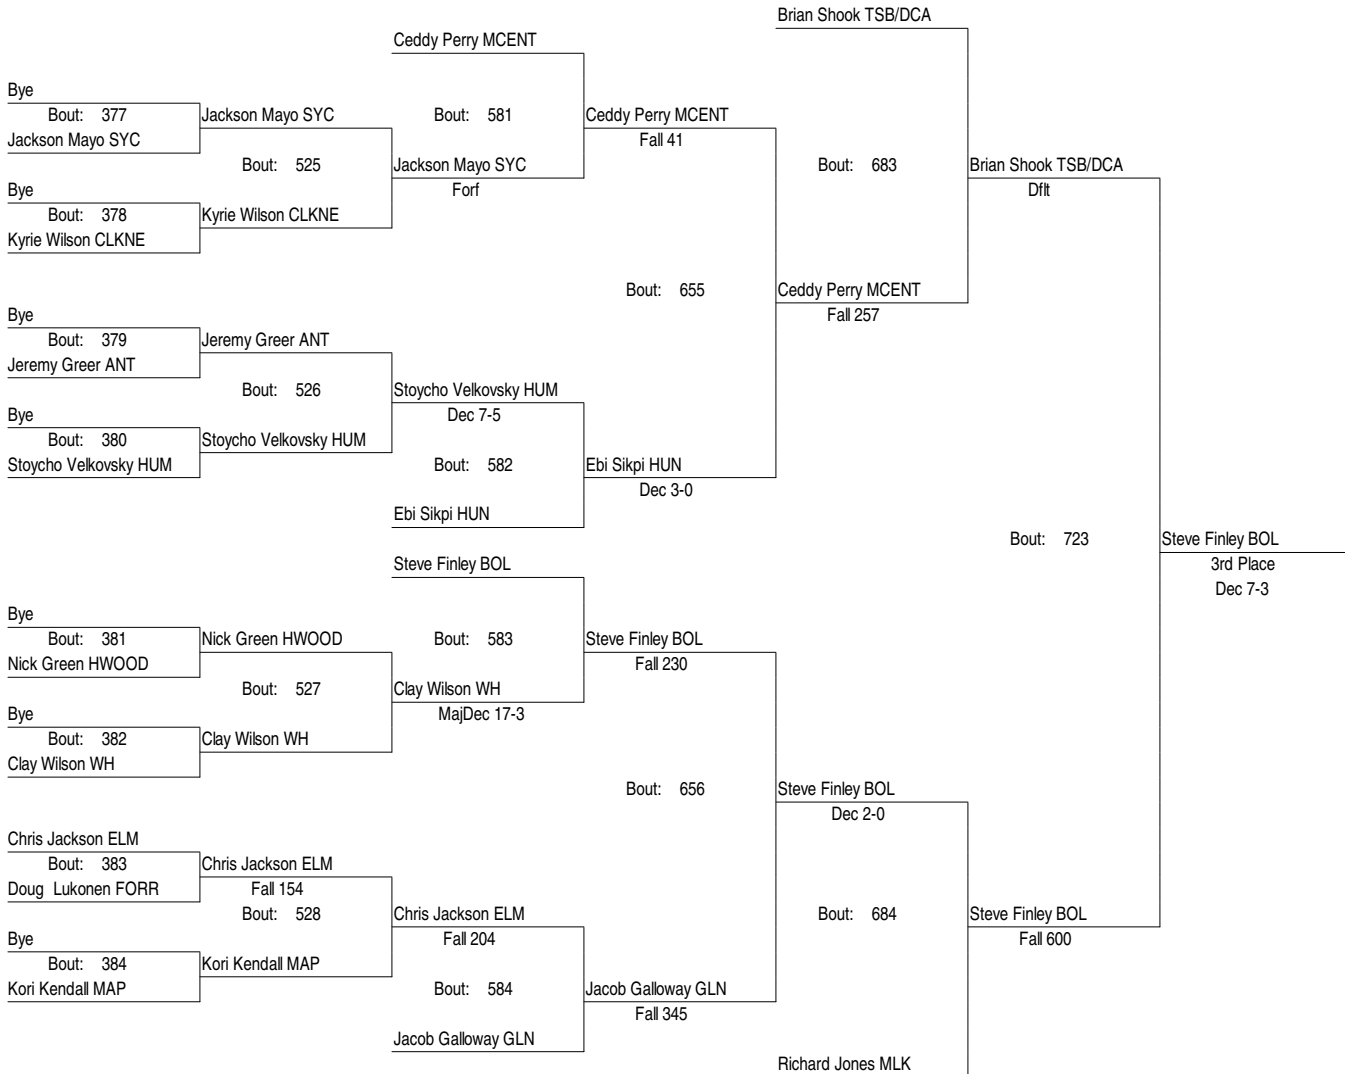 Brian Shook TSB/DCA
Ceddy Perry MCENT
Bye
Bout: 377
Jackson Mayo SYC
Bout: 581
Ceddy Perry MCENT
Jackson Mayo SYC
Fall 41
Bout: 525
Jackson Mayo SYC
Bout: 683
Brian Shook TSB/DCA
Bye
Forf
Dflt
Bout: 378
Kyrie Wilson CLKNE
Kyrie Wilson CLKNE
Bout: 655
Ceddy Perry MCENT
Bye
Fall 257
Bout: 379
Jeremy Greer ANT
Jeremy Greer ANT
Bout: 526
Stoycho Velkovsky HUM
Bye
Dec 7-5
Bout: 380
Stoycho Velkovsky HUM
Stoycho Velkovsky HUM
Bout: 582
Ebi Sikpi HUN
Dec 3-0
Ebi Sikpi HUN
Bout: 723
Steve Finley BOL
Steve Finley BOL
3rd Place
Dec 7-3
Bye
Bout: 381
Nick Green HWOOD
Bout: 583
Steve Finley BOL
Nick Green HWOOD
Fall 230
Bout: 527
Clay Wilson WH
Bye
MajDec 17-3
Bout: 382
Clay Wilson WH
Clay Wilson WH
Bout: 656
Steve Finley BOL
Dec 2-0
Chris Jackson ELM
Bout: 383
Chris Jackson ELM
Doug Lukonen FORR
Fall 154
Bout: 528
Chris Jackson ELM
Bout: 684
Steve Finley BOL
Bye
Fall 204
Fall 600
Bout: 384
Kori Kendall MAP
Kori Kendall MAP
Bout: 584
Jacob Galloway GLN
Fall 345
Jacob Galloway GLN
Richard Jones MLK